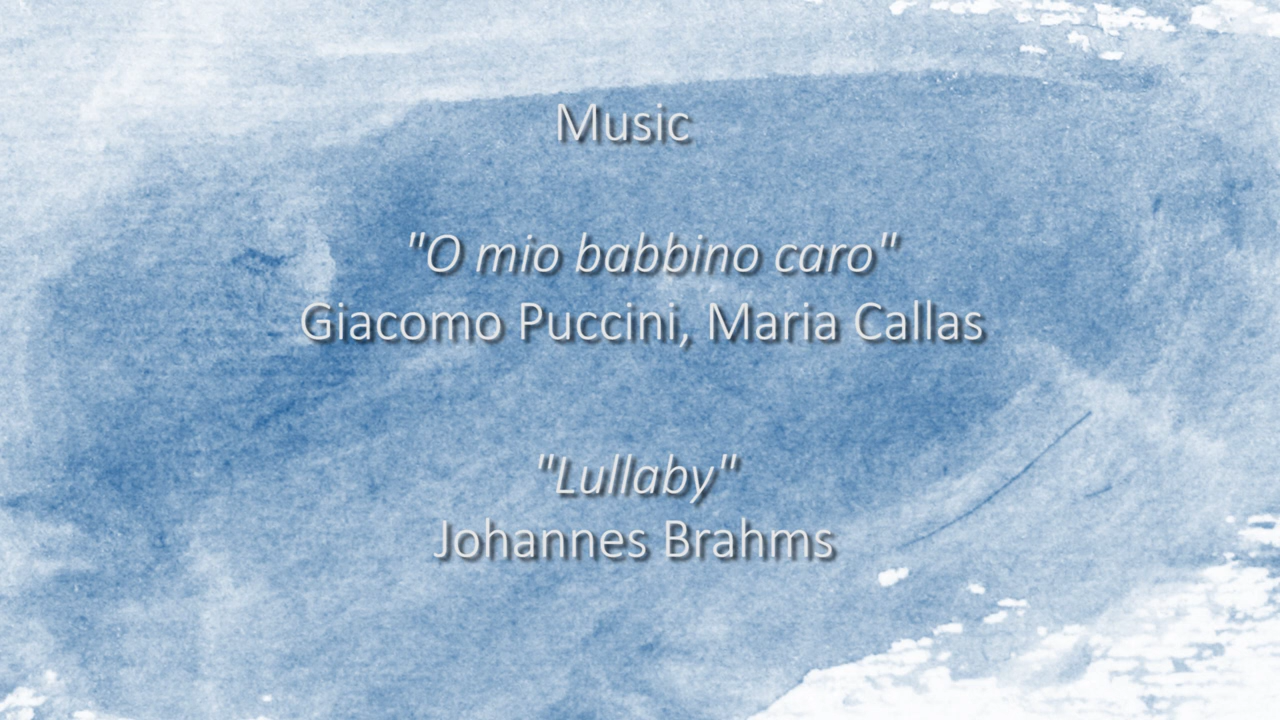 Music
"O mio babbino caro"
Giacomo Puccini, Maria Callas
"Lullaby"
Johannes Brahms